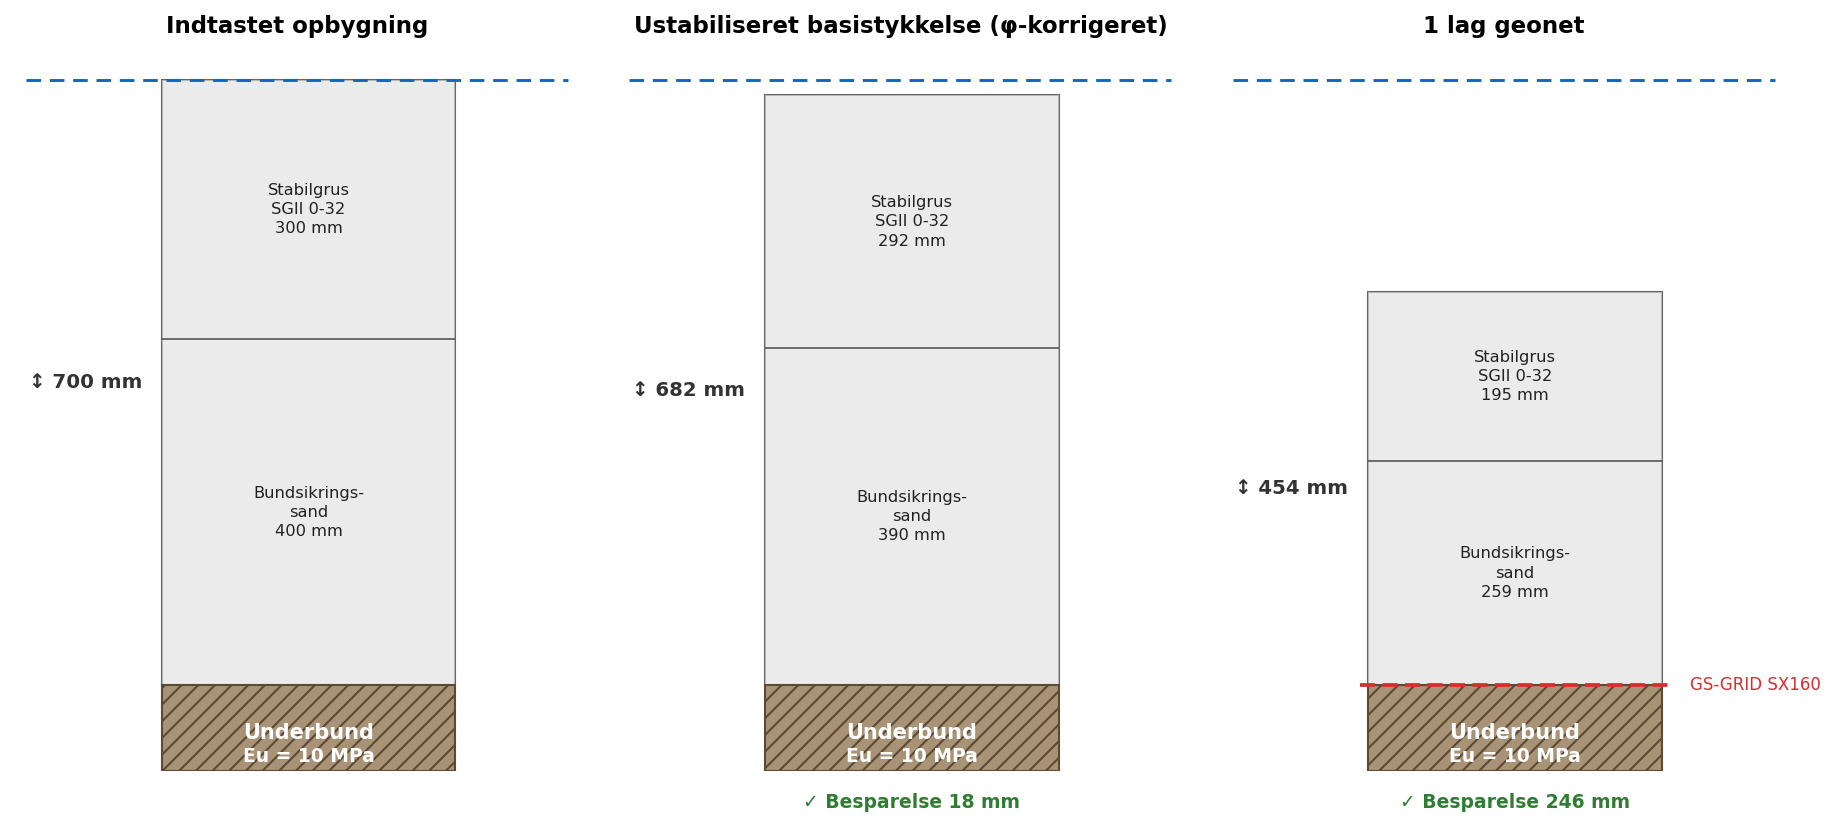 Indtastet opbygning
Stabilgrus
SGII 0-32
300 mm
↕ 700 mm
Bundsikrings-
sand
400 mm
Underbund
Eu = 10 MPa
Ustabiliseret basistykkelse (φ-korrigeret)
Stabilgrus
SGII 0-32
292 mm
↕ 682 mm
Bundsikrings-
sand
390 mm
Underbund
Eu = 10 MPa
✓ Besparelse 18 mm
1 lag geonet
Stabilgrus
SGII 0-32
195 mm
↕ 454 mm
Bundsikrings-
sand
259 mm
GS-GRID SX160
Underbund
Eu = 10 MPa
✓ Besparelse 246 mm